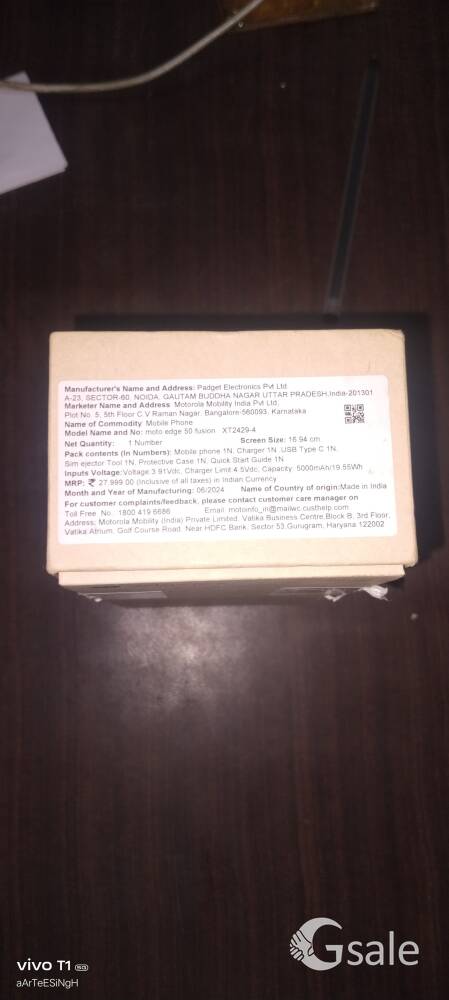 Manufacturer's Name and Address: Padget Electronics Pvt Ltd
A-23, SECTOR-60, NOIDA, GAUTAM BUDDHA NAGAR UTTAR PRADESH,India-201301
Marketer Name and Address: Motorola Mobility India Pvt Ltd,
Plot No. 5, 5th Floor C.V Raman Nagar, Bangalore-560093, Karnataka
Name of Commodity: Mobile Phone
Model Name and No: moto edge 50 fusion - XT2429-4
Net Quantity: 1 Number Screen Size: 16.94 cm
Pack contents (In Numbers): Mobile phone 1N, Charger 1N, USB Type C 1N,
Sim ejector Tool 1N, Protective Case 1N, Quick Start Guide 1N
Inputs Voltage: Voltage 3.91Vdc, Charger Limit 4.5Vdc, Capacity: 5000mAh/19.55Wh
MRP: ₹ 27,999.00 (Inclusive of all taxes) in Indian Currency
Month and Year of Manufacturing: 06/2024 Name of Country of origin:Made in India
For customer complaints/feedback, please contact customer care manager on
Toll Free No.: 1800 419 6686 Email: motoinfo_in@mailwc.custhelp.com
Address: Motorola Mobility (India) Private Limited, Vatika Business Centre,Block B, 3rd Floor,
Vatika Atrium, Golf Course Road, Near HDFC Bank, Sector 53,Gurugram, Haryana 122002
vivo T1 5G
aArTeESiNgH
Gsale